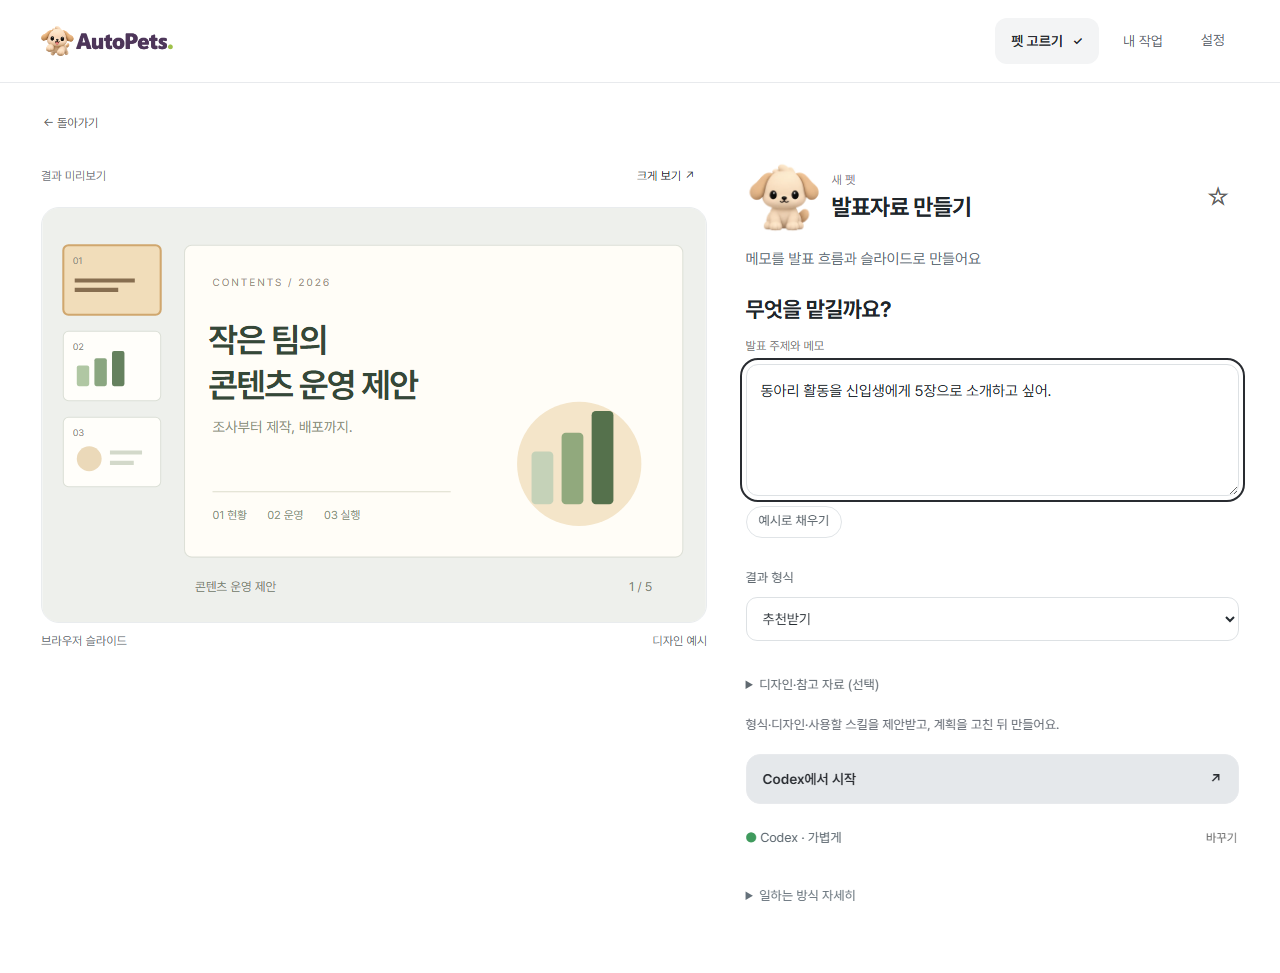 AutoPets.
펫 고르기 ✓
내 작업
설정
← 돌아가기
결과 미리보기
크게 보기 ↗
01
02
03
CONTENTS / 2026
작은 팀의
콘텐츠 운영 제안
조사부터 제작, 배포까지.
01 현황 02 운영 03 실행
콘텐츠 운영 제안
1 / 5
브라우저 슬라이드
디자인 예시
새 펫
발표자료 만들기
☆
메모를 발표 흐름과 슬라이드로 만들어요
무엇을 맡길까요?
발표 주제와 메모
동아리 활동을 신입생에게 5장으로 소개하고 싶어.
예시로 채우기
결과 형식
추천받기
▶ 디자인·참고 자료 (선택)
형식·디자인·사용할 스킬을 제안받고, 계획을 고친 뒤 만들어요.
Codex에서 시작 ↗
Codex · 가볍게
바꾸기
▶ 일하는 방식 자세히